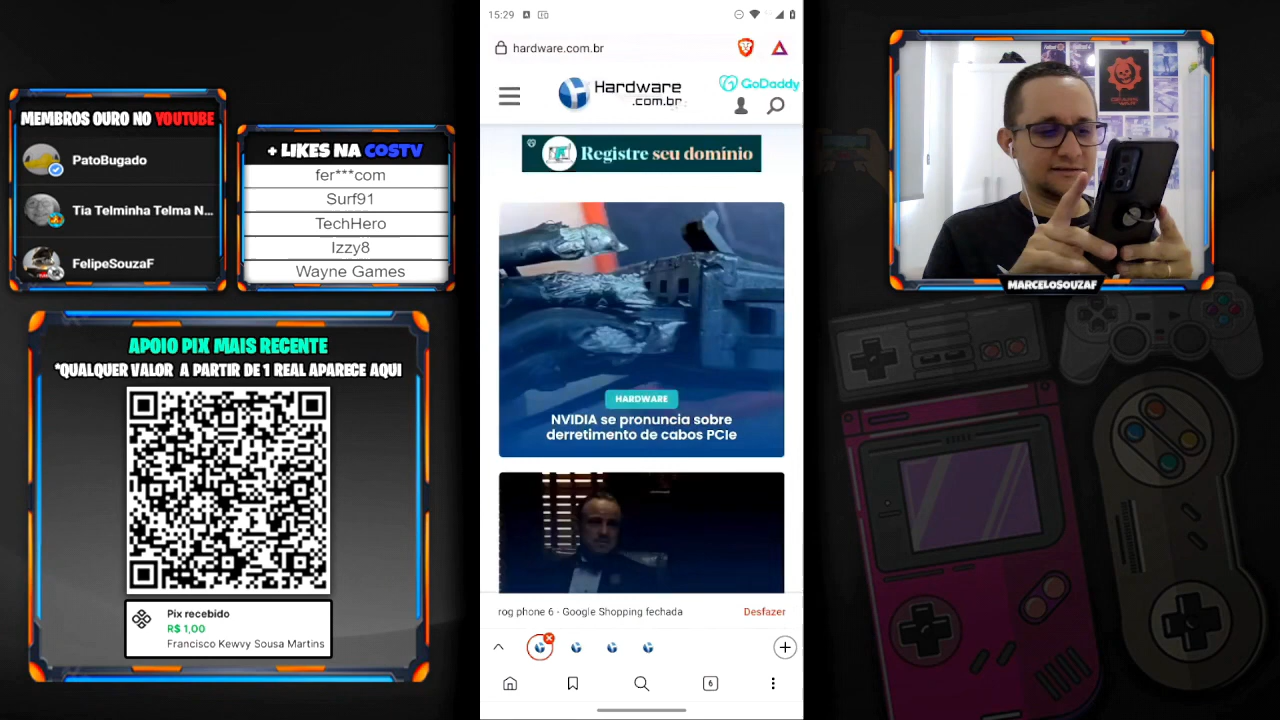 MEMBROS OURO NO YOUTUBE
PatoBugado
Tia Telminha Telma N...
FelipeSouzaF
+ LIKES NA COSTV
fer***com
Surf91
TechHero
Izzy8
Wayne Games
APOIO PIX MAIS RECENTE
*QUALQUER VALOR A PARTIR DE 1 REAL APARECE AQUI
Pix recebido
R$ 1,00
Francisco Kewvy Sousa Martins
15:29
hardware.com.br
Hardware
.com.br
GoDaddy
Registre seu domínio
HARDWARE
NVIDIA se pronuncia sobre
derretimento de cabos PCIe
rog phone 6 - Google Shopping fechada
Desfazer
6
MARCELOSOUZAF